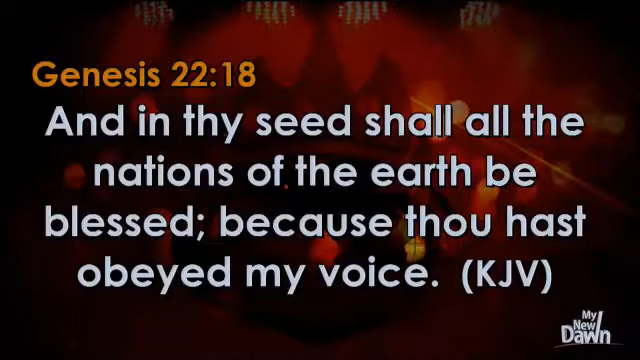 Genesis 22:18
And in thy seed shall all the
nations of the earth be
blessed; because thou hast
obeyed my voice.  (KJV)
My
New
Dawn